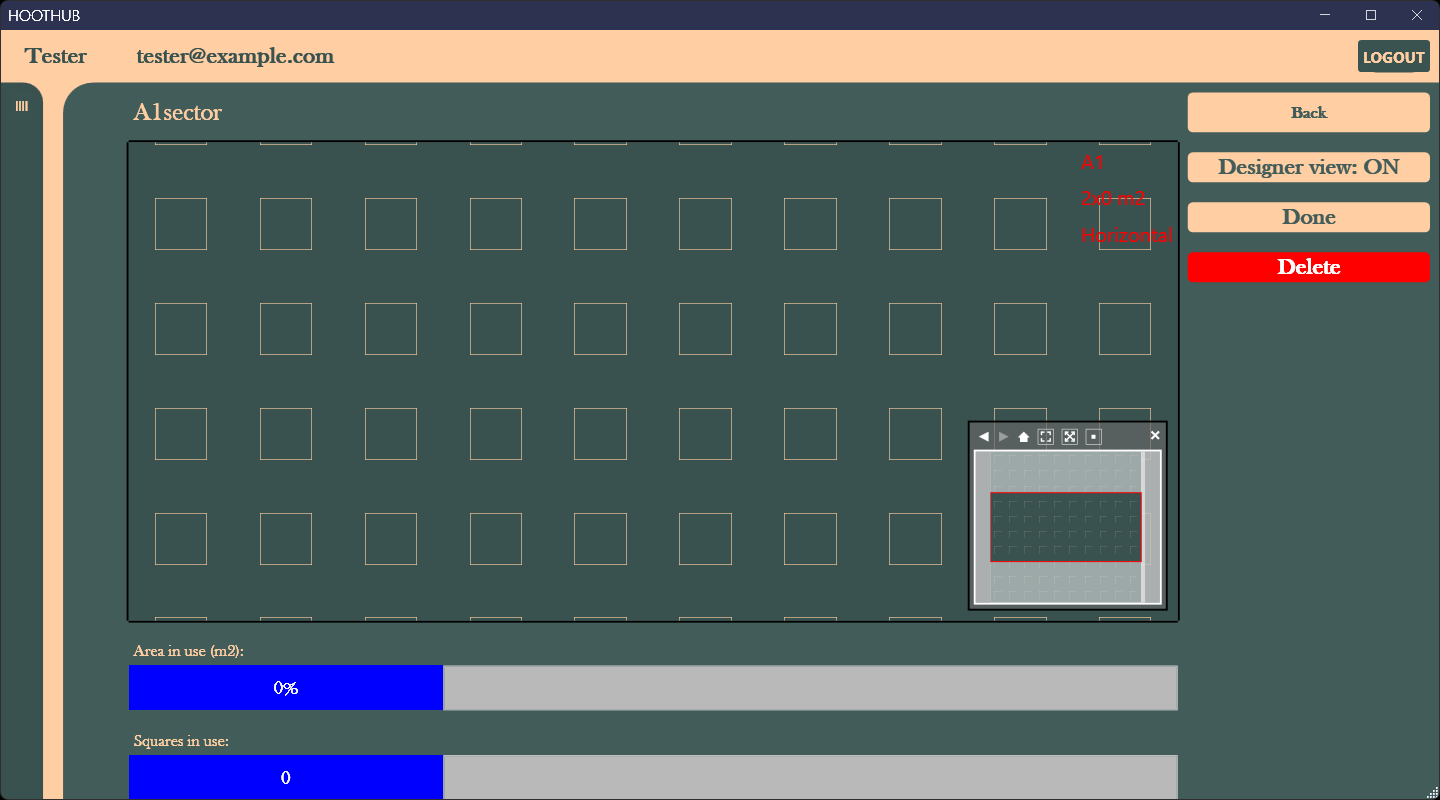 HOOTHUB
Tester tester@example.com LOGOUT
A1sector
Back
A1
Designer view: ON
2x0 m2
Done
Horizontal
Delete
Area in use (m2):
0%
Squares in use:
0